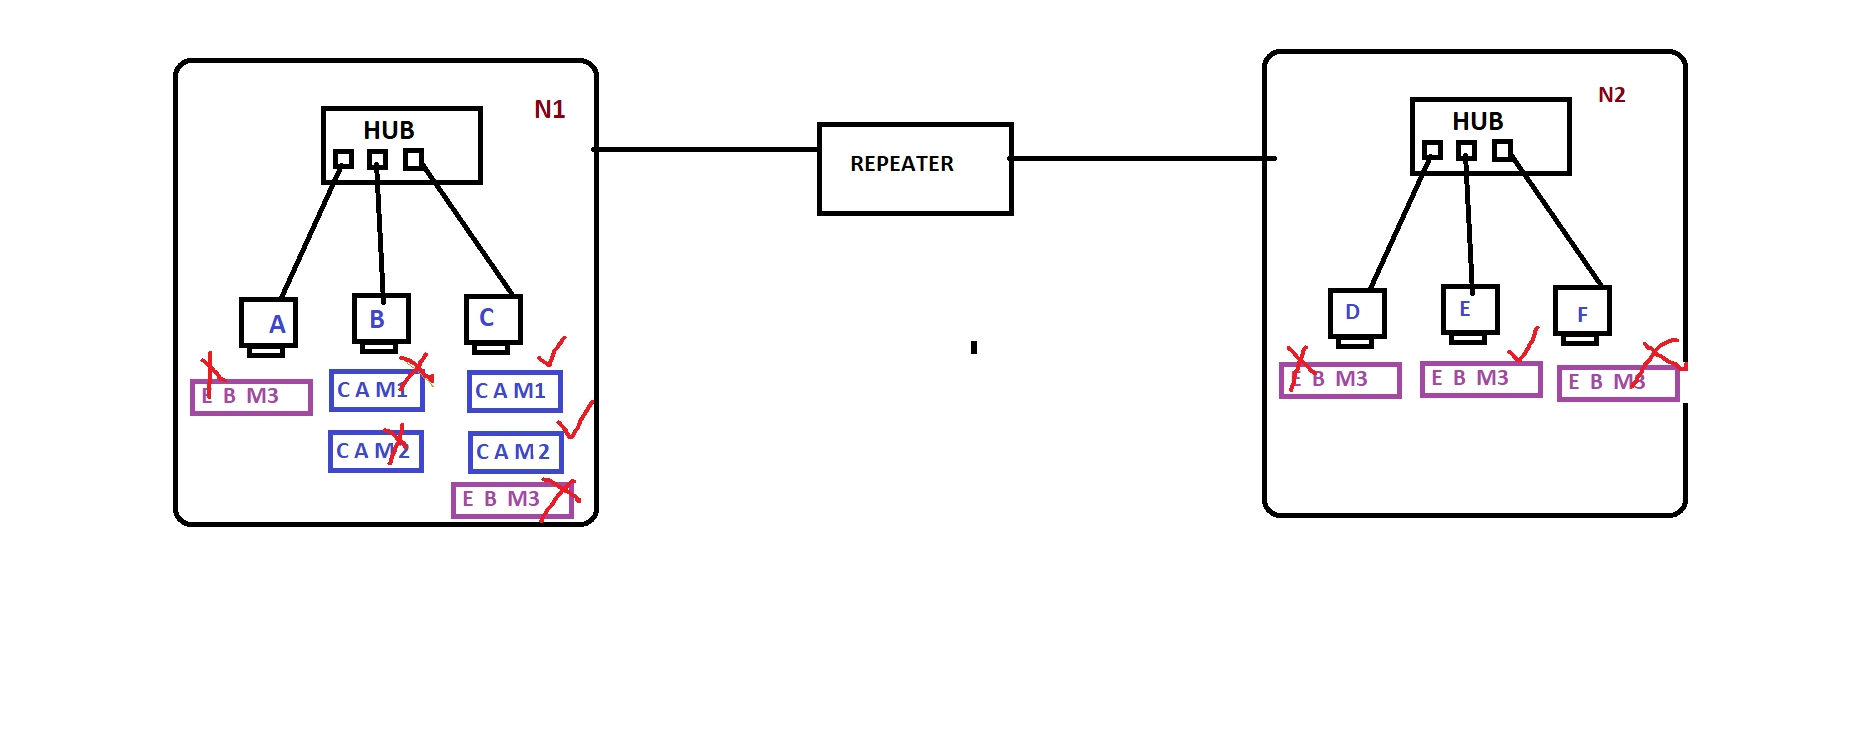 N1
HUB
A
B
C
E B M3
C A M1
C A M1
C A M2
C A M2
E B M3
REPEATER
N2
HUB
D
E
F
E B M3
E B M3
E B M3